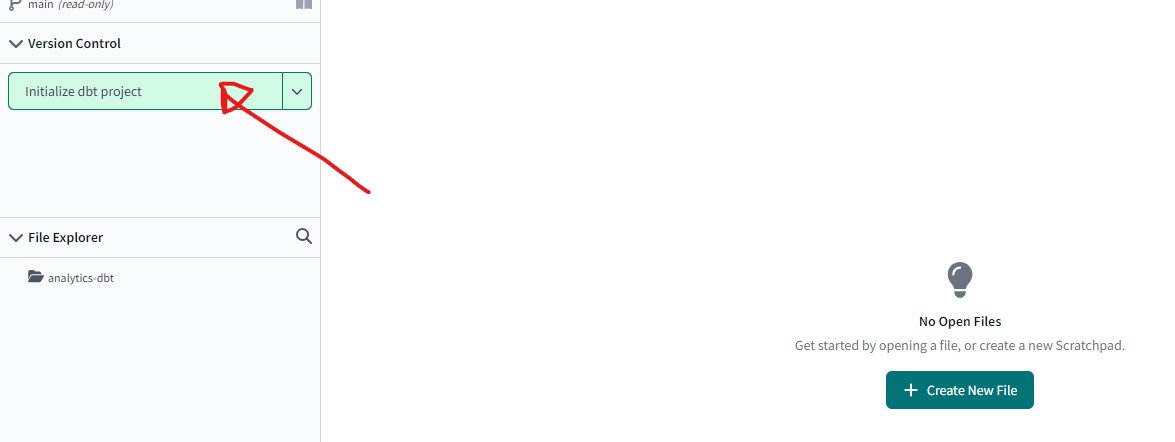 main (read-only)
Version Control
Initialize dbt project
File Explorer
analytics-dbt
No Open Files
Get started by opening a file, or create a new Scratchpad.
Create New File